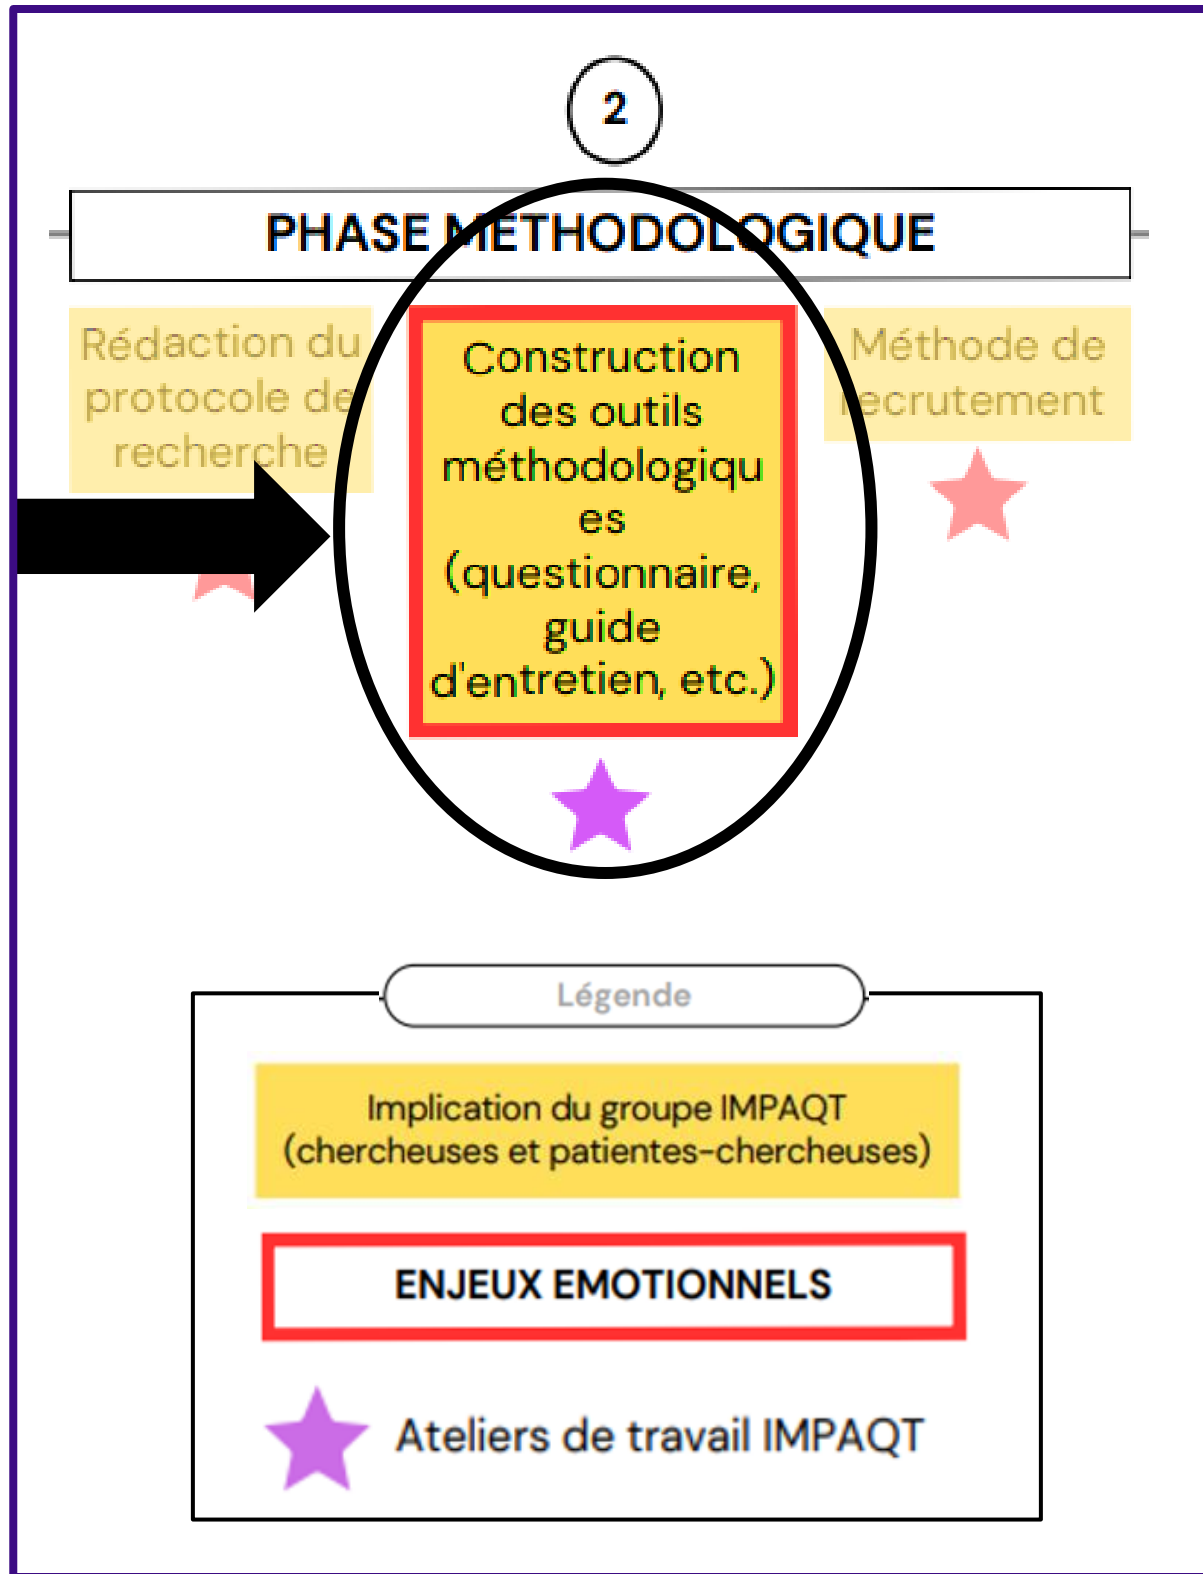 2
PHASE METHODOLOGIQUE
Rédaction du
protocole de
recherche
Construction
des outils
méthodologiqu
es
(questionnaire,
guide
d'entretien, etc.)
Méthode de
recrutement
Légende
Implication du groupe IMPAQT
(chercheuses et patientes-chercheuses)
ENJEUX EMOTIONNELS
Ateliers de travail IMPAQT